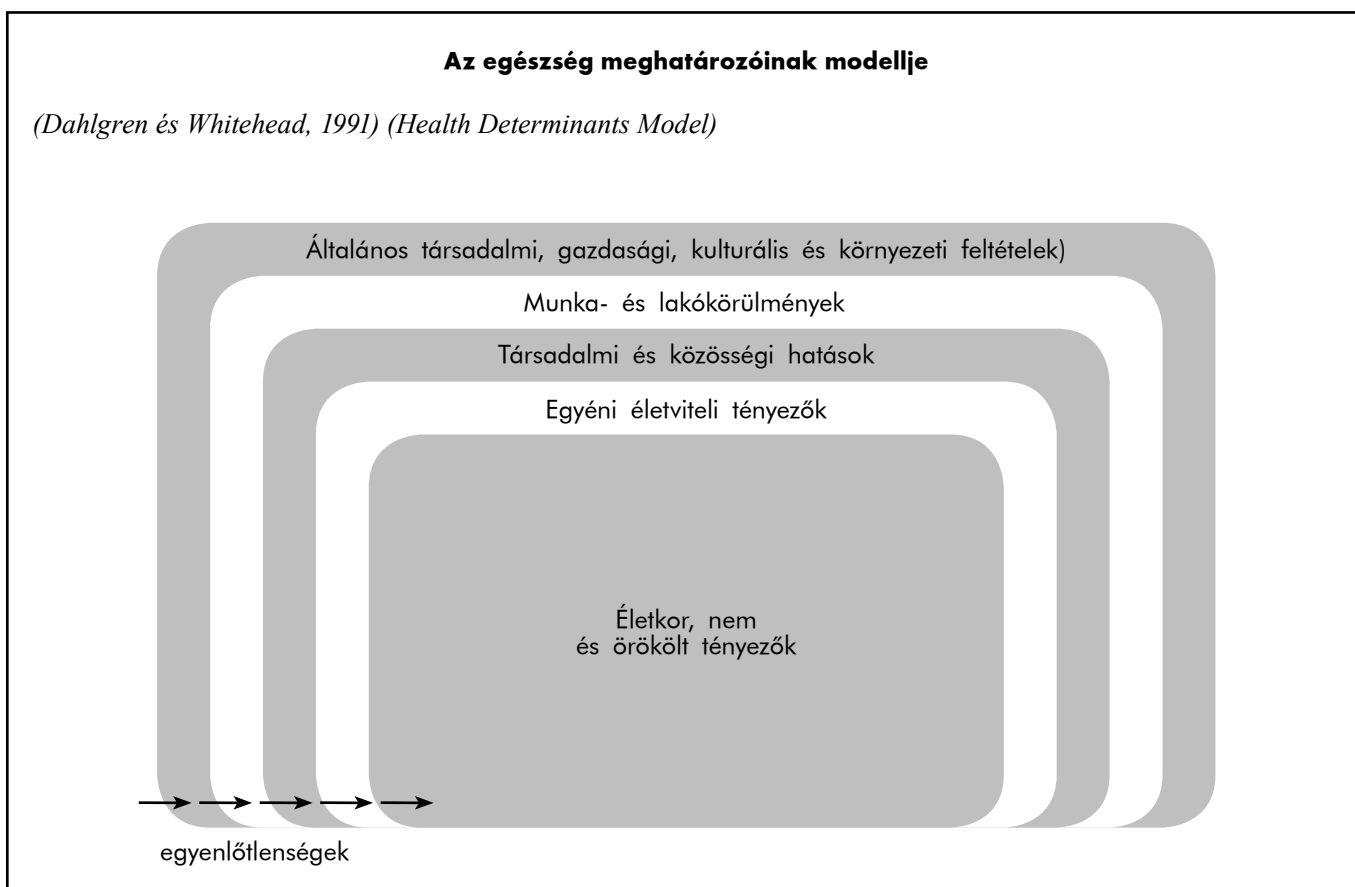 Az egészség meghatározóinak modellje
(Dahlgren és Whitehead, 1991) (Health Determinants Model)
Általános társadalmi, gazdasági, kulturális és környezeti feltételek)
Munka- és lakókörülmények
Társadalmi és közösségi hatások
Egyéni életviteli tényezők
Életkor, nem
és örökölt tényezők
egyenlőtlenségek